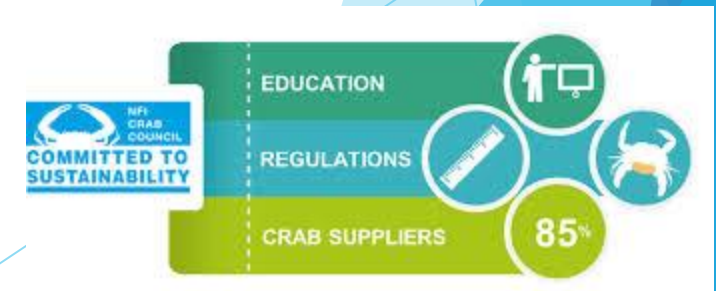 NFI
CRAB
COUNCIL
COMMITTED TO
SUSTAINABILITY
EDUCATION
REGULATIONS
CRAB SUPPLIERS
85%